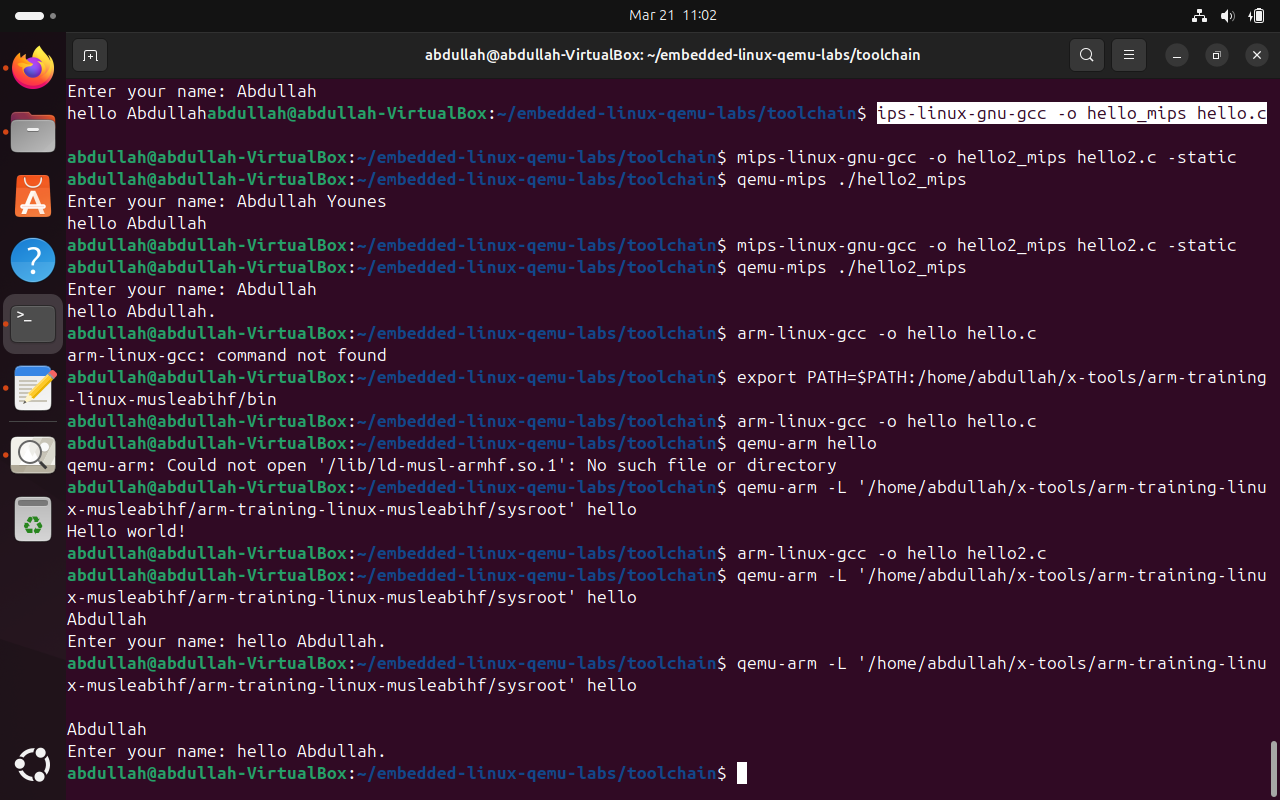 Mar 21 11:02
abdullah@abdullah-VirtualBox: ~/embedded-linux-qemu-labs/toolchain
Enter your name: Abdullah
hello Abdullahabdullah@abdullah-VirtualBox:~/embedded-linux-qemu-labs/toolchain$ ips-linux-gnu-gcc -o hello_mips hello.c
abdullah@abdullah-VirtualBox:~/embedded-linux-qemu-labs/toolchain$ mips-linux-gnu-gcc -o hello2_mips hello2.c -static
abdullah@abdullah-VirtualBox:~/embedded-linux-qemu-labs/toolchain$ qemu-mips ./hello2_mips
Enter your name: Abdullah Younes
hello Abdullah
abdullah@abdullah-VirtualBox:~/embedded-linux-qemu-labs/toolchain$ mips-linux-gnu-gcc -o hello2_mips hello2.c -static
abdullah@abdullah-VirtualBox:~/embedded-linux-qemu-labs/toolchain$ qemu-mips ./hello2_mips
Enter your name: Abdullah
hello Abdullah.
abdullah@abdullah-VirtualBox:~/embedded-linux-qemu-labs/toolchain$ arm-linux-gcc -o hello hello.c
arm-linux-gcc: command not found
abdullah@abdullah-VirtualBox:~/embedded-linux-qemu-labs/toolchain$ export PATH=$PATH:/home/abdullah/x-tools/arm-training
-linux-musleabihf/bin
abdullah@abdullah-VirtualBox:~/embedded-linux-qemu-labs/toolchain$ arm-linux-gcc -o hello hello.c
abdullah@abdullah-VirtualBox:~/embedded-linux-qemu-labs/toolchain$ qemu-arm hello
qemu-arm: Could not open '/lib/ld-musl-armhf.so.1': No such file or directory
abdullah@abdullah-VirtualBox:~/embedded-linux-qemu-labs/toolchain$ qemu-arm -L '/home/abdullah/x-tools/arm-training-linu
x-musleabihf/arm-training-linux-musleabihf/sysroot' hello
Hello world!
abdullah@abdullah-VirtualBox:~/embedded-linux-qemu-labs/toolchain$ arm-linux-gcc -o hello hello2.c
abdullah@abdullah-VirtualBox:~/embedded-linux-qemu-labs/toolchain$ qemu-arm -L '/home/abdullah/x-tools/arm-training-linu
x-musleabihf/arm-training-linux-musleabihf/sysroot' hello
Abdullah
Enter your name: hello Abdullah.
abdullah@abdullah-VirtualBox:~/embedded-linux-qemu-labs/toolchain$ qemu-arm -L '/home/abdullah/x-tools/arm-training-linu
x-musleabihf/arm-training-linux-musleabihf/sysroot' hello
Abdullah
Enter your name: hello Abdullah.
abdullah@abdullah-VirtualBox:~/embedded-linux-qemu-labs/toolchain$